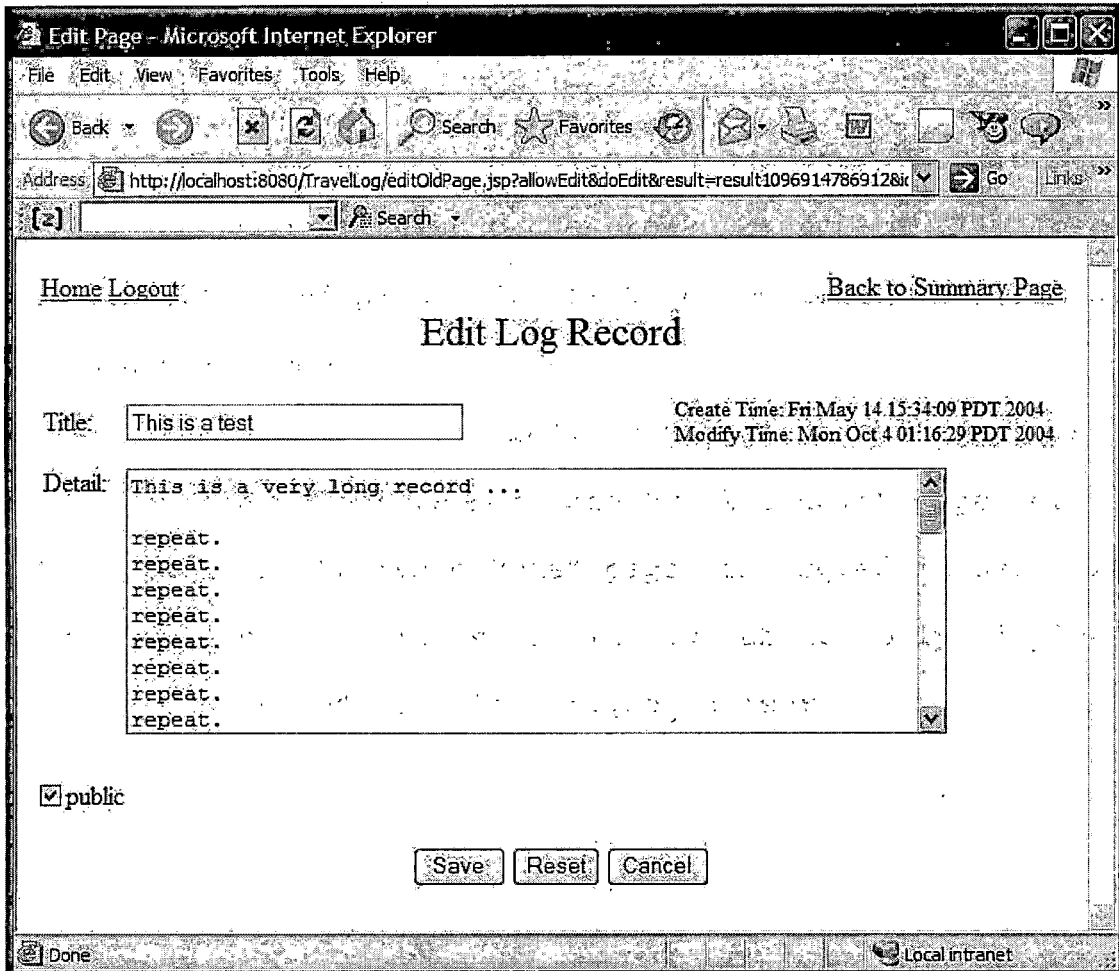 Edit Page - Microsoft Internet Explorer
File Edit View Favorites Tools Help
Back Search Favorites W »
Address http://localhost:8080/TravelLog/editOldPage.jsp?allowEdit&doEdit&result=result1096914786912&ic Go Links »
[z] Search
Home Logout Back to Summary Page
Edit Log Record
Title: This is a test Create Time: Fri May 14 15:34:09 PDT 2004
Modify Time: Mon Oct 4 01:16:29 PDT 2004
Detail: This is a very long record ...
repeat.
repeat.
repeat.
repeat.
repeat.
repeat.
repeat.
repeat.
public
Save Reset Cancel
Done Local intranet